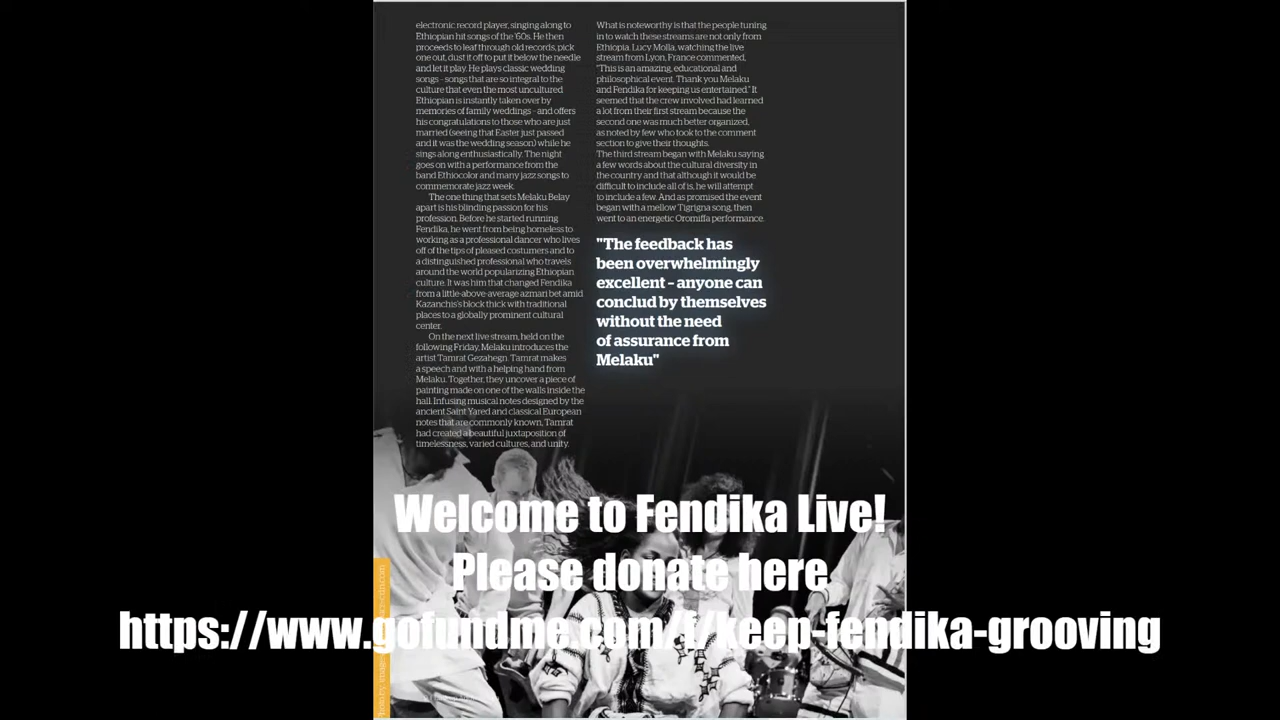 electronic record player, singing along to
Ethiopian hit songs of the '60s. He then
proceeds to leaf through old records, pick
one out, dust it off to put it below the needle
and let it play. He plays classic wedding
songs - songs that are so integral to the
culture that even the most uncultured
Ethiopian is instantly taken over by
memories of family weddings - and offers
his congratulations to those who are just
married (seeing that Easter just passed
and it was the wedding season) while he
sings along enthusiastically. The night
goes on with a performance from the
band Ethiocolor and many jazz songs to
commemorate jazz week.
The one thing that sets Melaku Belay
apart is his blinding passion for his
profession. Before he started running
Fendika, he went from being homeless to
working as a professional dancer who lives
off of the tips of pleased costumers and to
a distinguished professional who travels
around the world popularizing Ethiopian
culture. It was him that changed Fendika
from a little-above-average azmari bet amid
Kazanchis's block thick with traditional
places to a globally prominent cultural
center.
On the next live stream, held on the
following Friday, Melaku introduces the
artist Tamrat Gezahegn. Tamrat makes
a speech and with a helping hand from
Melaku. Together, they uncover a piece of
painting made on one of the walls inside the
hall. Infusing musical notes designed by the
ancient Saint Yared and classical European
notes that are commonly known, Tamrat
had created a beautiful juxtaposition of
timelessness, varied cultures, and unity.
What is noteworthy is that the people tuning
in to watch these streams are not only from
Ethiopia. Lucy Molla, watching the live
stream from Lyon, France commented,
"This is an amazing, educational and
philosophical event. Thank you Melaku
and Fendika for keeping us entertained." It
seemed that the crew involved had learned
a lot from their first stream because the
second one was much better organized,
as noted by few who took to the comment
section to give their thoughts.
The third stream began with Melaku saying
a few words about the cultural diversity in
the country and that although it would be
difficult to include all of is, he will attempt
to include a few. And as promised the event
began with a mellow Tigrigna song, then
went to an energetic Oromiffa performance.
"The feedback has
been overwhelmingly
excellent - anyone can
conclud by themselves
without the need
of assurance from
Melaku"
Welcome to Fendika Live!
Please donate here
https://www.gofundme.com/f/keep-fendika-grooving